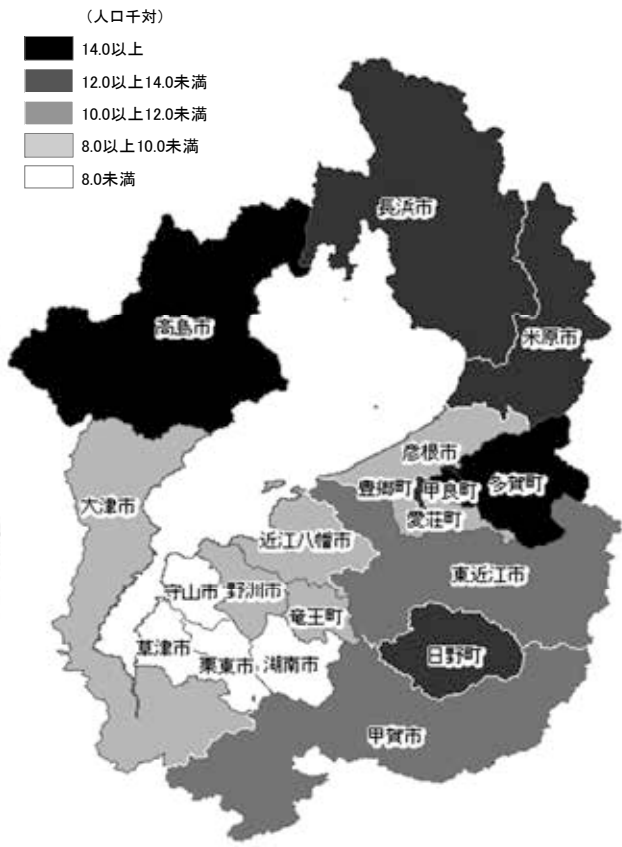 （人口千対）
14.0以上
12.0以上14.0未満
10.0以上12.0未満
8.0以上10.0未満
8.0未満
長浜市
高島市
米原市
彦根市
豊郷町
甲良町
多賀町
大津市
愛荘町
近江八幡市
東近江市
守山市
野洲市
竜王町
草津市
栗東市
湖南市
日野町
甲賀市